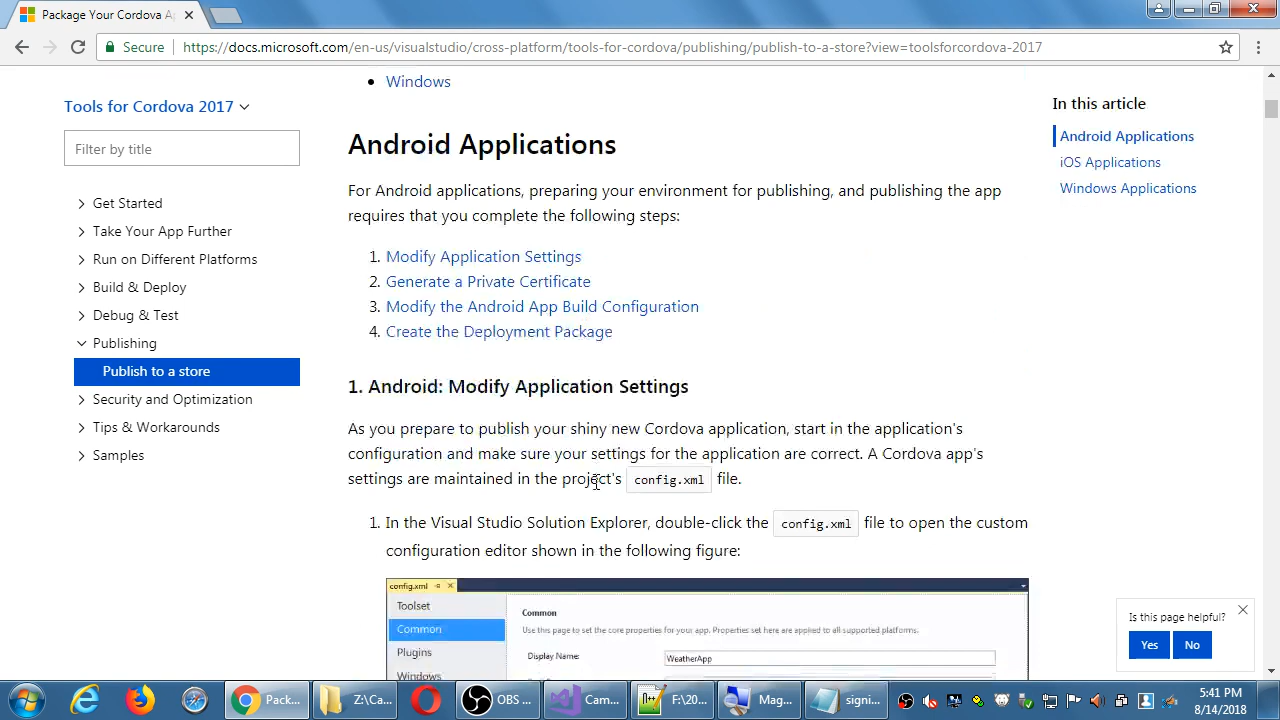 Package Your Cordova A
Secure
https://docs.microsoft.com/en-us/visualstudio/cross-platform/tools-for-cordova/publishing/publish-to-a-store?view=toolsforcordova-2017
Tools for Cordova 2017
Filter by title
Get Started
Take Your App Further
Run on Different Platforms
Build & Deploy
Debug & Test
Publishing
Publish to a store
Security and Optimization
Tips & Workarounds
Samples
Windows
Android Applications
For Android applications, preparing your environment for publishing, and publishing the app
requires that you complete the following steps:
1. Modify Application Settings
2. Generate a Private Certificate
3. Modify the Android App Build Configuration
4. Create the Deployment Package
1. Android: Modify Application Settings
As you prepare to publish your shiny new Cordova application, start in the application's
configuration and make sure your settings for the application are correct. A Cordova app's
settings are maintained in the project's config.xml file.
1. In the Visual Studio Solution Explorer, double-click the config.xml file to open the custom
configuration editor shown in the following figure:
config.xml
Toolset
Common
Plugins
Windows
Common
Use this page to set the core properties for your app. Properties set here are applied to all supported platforms.
Display Name:
WeatherApp
In this article
Android Applications
iOS Applications
Windows Applications
Is this page helpful?
Yes
No
Pack...
Z:\Ca...
OBS ...
Cam...
F:\20...
Mag...
signi...
5:41 PM
8/14/2018